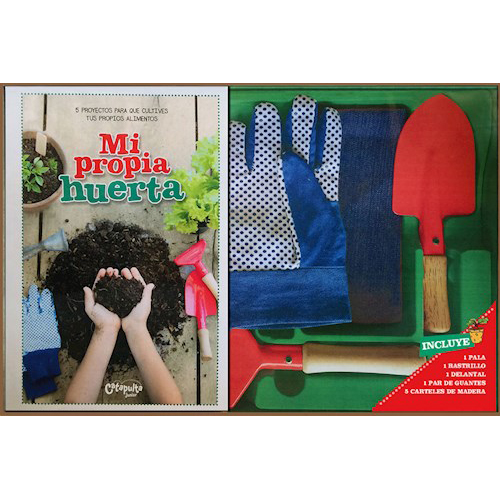 5 PROYECTOS PARA QUE CULTIVES
TUS PROPIOS ALIMENTOS
Mi
propia
huerta
Catapulta
Junior
INCLUYE
1 PALA
1 RASTRILLO
1 DELANTAL
1 PAR DE GUANTES
5 CARTELES DE MADERA